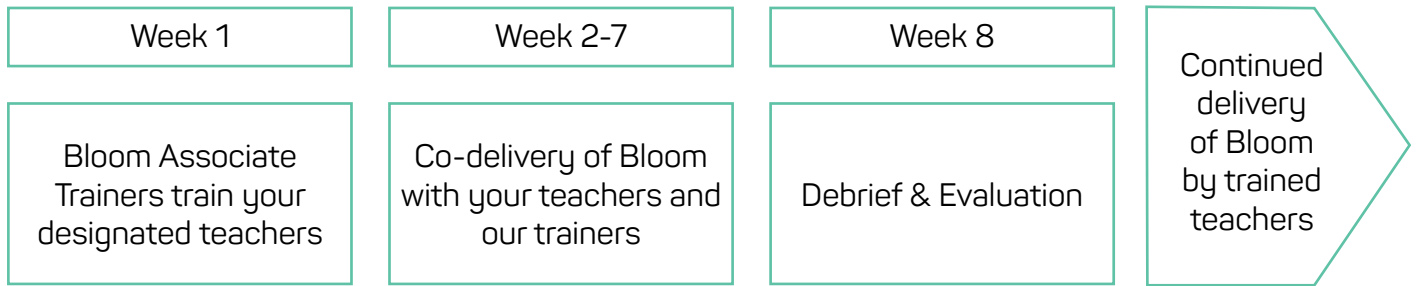 Week 1
Week 2-7
Week 8
Bloom Associate
Trainers train your
designated teachers
Co-delivery of Bloom
with your teachers and
our trainers
Debrief & Evaluation
Continued
delivery
of Bloom
by trained
teachers